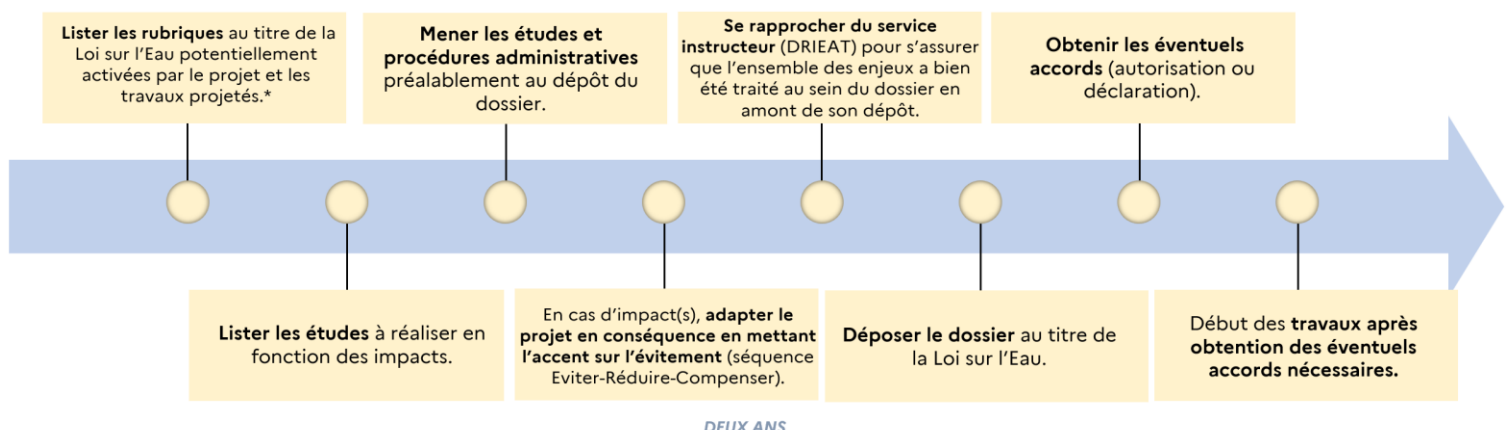 Lister les rubriques au titre de la
Loi sur l'Eau potentiellement
activées par le projet et les
travaux projetés.*
Lister les études à réaliser en
fonction des impacts.
Mener les études et
procédures administratives
préalablement au dépôt du
dossier.
En cas d'impact(s), adapter le
projet en conséquence en mettant
l'accent sur l'évitement (séquence
Eviter-Réduire-Compenser).
Se rapprocher du service
instructeur (DRIEAT) pour s'assurer
que l'ensemble des enjeux a bien
été traité au sein du dossier en
amont de son dépôt.
Déposer le dossier au titre de
la Loi sur l'Eau.
Obtenir les éventuels
accords (autorisation ou
déclaration).
Début des travaux après
obtention des éventuels
accords nécessaires.
DEUX ANS